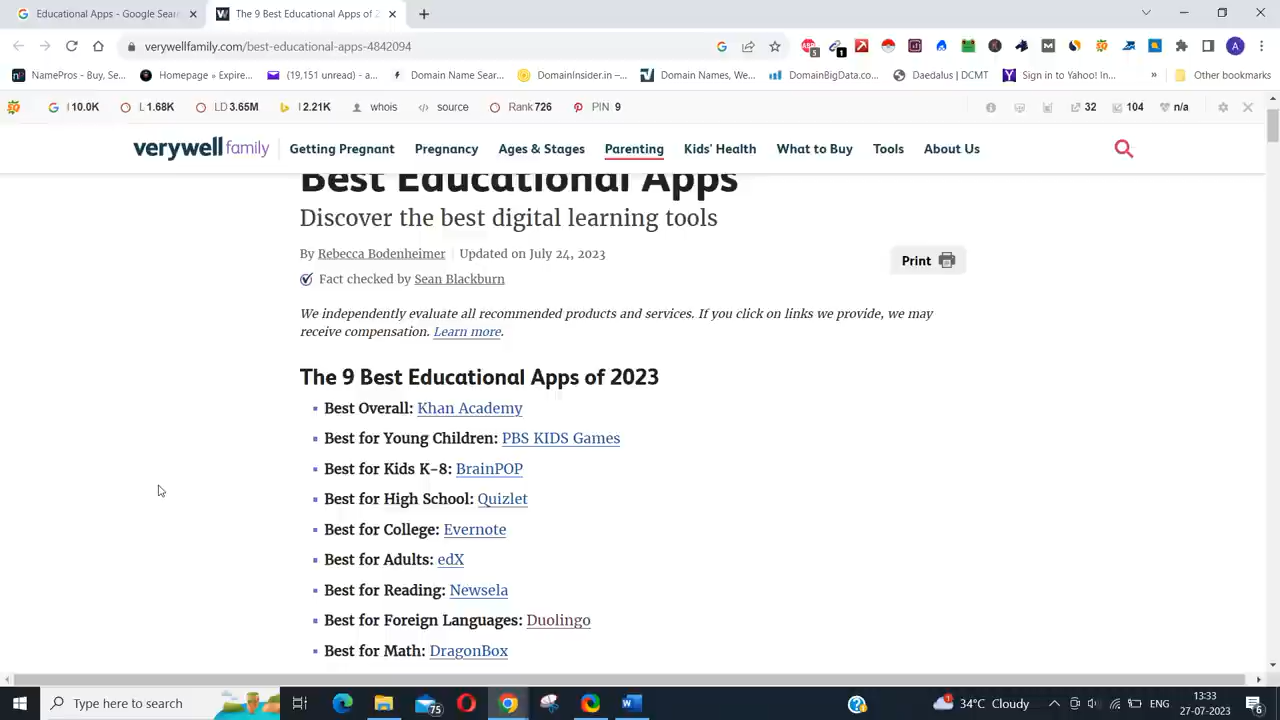 Educational Apps - Google Searc
The 9 Best Educational Apps of 2
verywellfamily.com/best-educational-apps-4842094
NamePros - Buy, Se...
Homepage » Expire...
(19,151 unread) - a...
Domain Name Sear...
DomainInsider.in –...
Domain Names, We...
DomainBigData.co...
Daedalus | DCMT
Sign in to Yahoo! In...
»
Other bookmarks
I 10.0K
L 1.68K
LD 3.65M
I 2.21K
whois
source
Rank 726
PIN 9
32
104
n/a
verywell family
Getting Pregnant
Pregnancy
Ages & Stages
Parenting
Kids' Health
What to Buy
Tools
About Us
Best Educational Apps
Discover the best digital learning tools
By Rebecca Bodenheimer
Updated on July 24, 2023
Print
Fact checked by Sean Blackburn
We independently evaluate all recommended products and services. If you click on links we provide, we may
receive compensation. Learn more.
The 9 Best Educational Apps of 2023
Best Overall: Khan Academy
Best for Young Children: PBS KIDS Games
Best for Kids K–8: BrainPOP
Best for High School: Quizlet
Best for College: Evernote
Best for Adults: edX
Best for Reading: Newsela
Best for Foreign Languages: Duolingo
Best for Math: DragonBox
Type here to search
75
34°C Cloudy
ENG
13:33
27-07-2023
6